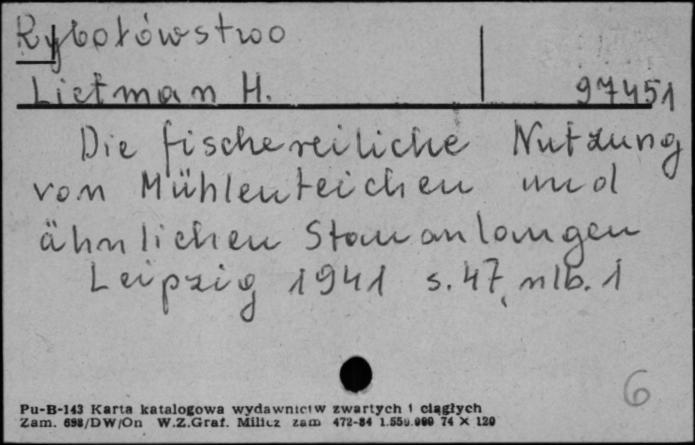 Rybołówstwo
Lietman H. 97451
Die fischereiliche Nutzung
von Mühlenteichen und
ähnlichen Stauanlangen
Leipzig 1941 s. 47, nlb. 1
6
Pu-B-143 Karta katalogowa wydawnictw zwartych i ciągłych
Zam. 698/DW/On W.Z.Graf. Milicz zam 472-84 1.550.000 74 X 120